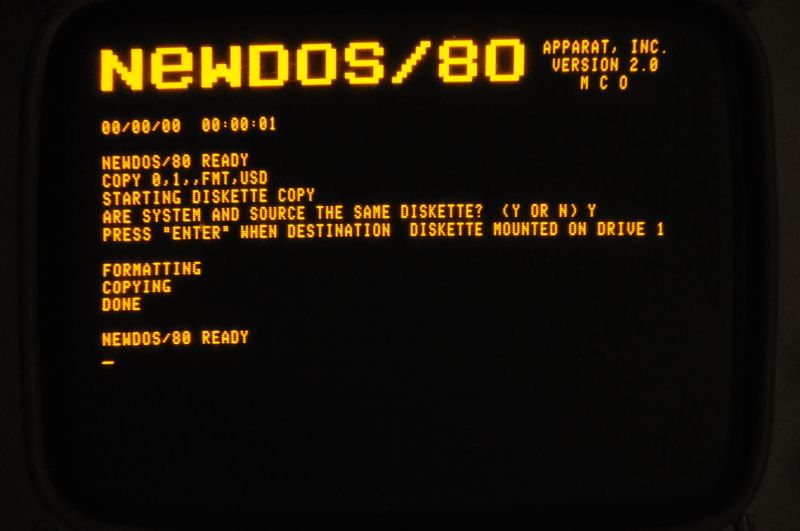 NEWDOS/80
APPARAT, INC.
VERSION 2.0
M C O
00/00/00  00:00:01
NEWDOS/80 READY
COPY 0,1,,FMT,USD
STARTING DISKETTE COPY
ARE SYSTEM AND SOURCE THE SAME DISKETTE?  (Y OR N) Y
PRESS "ENTER" WHEN DESTINATION  DISKETTE MOUNTED ON DRIVE 1
FORMATTING
COPYING
DONE
NEWDOS/80 READY
_